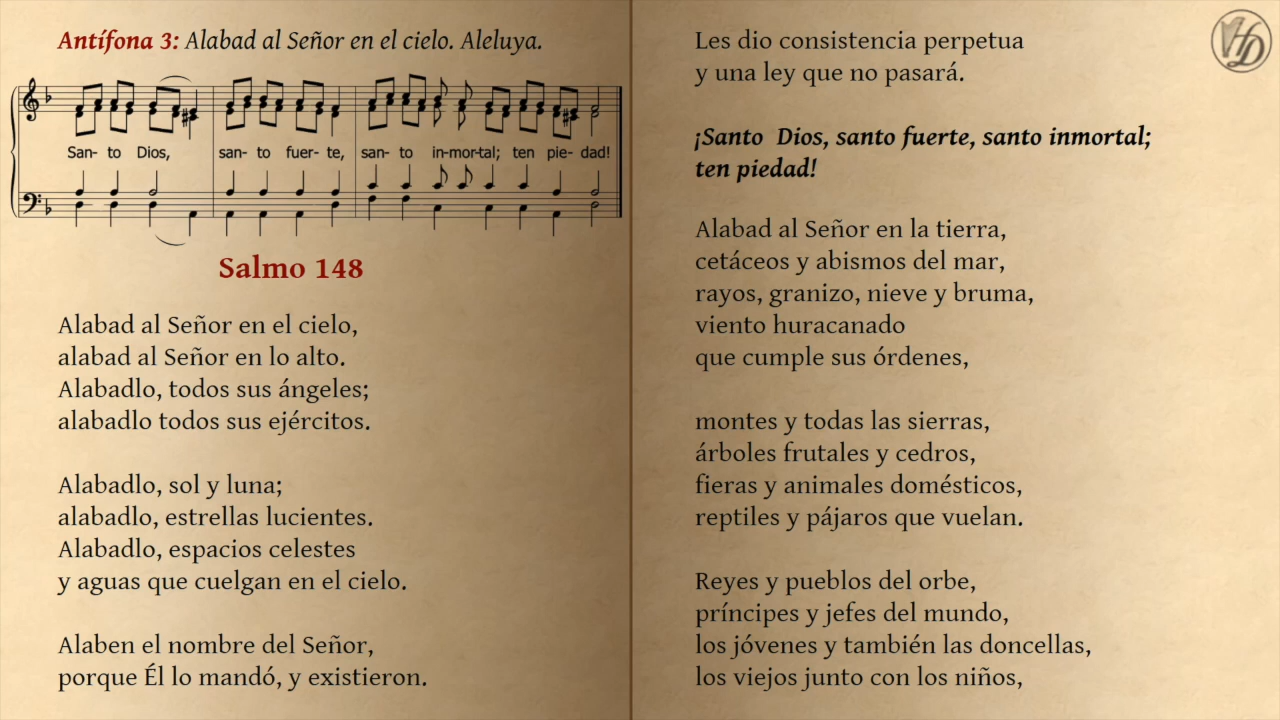 Antífona 3: Alabad al Señor en el cielo. Aleluya.
San- to Dios, san- to fuer- te, san- to in-mor-tal; ten pie- dad!
Salmo 148
Alabad al Señor en el cielo,
alabad al Señor en lo alto.
Alabadlo, todos sus ángeles;
alabadlo todos sus ejércitos.
Alabadlo, sol y luna;
alabadlo, estrellas lucientes.
Alabadlo, espacios celestes
y aguas que cuelgan en el cielo.
Alaben el nombre del Señor,
porque Él lo mandó, y existieron.
Les dio consistencia perpetua
y una ley que no pasará.
¡Santo Dios, santo fuerte, santo inmortal;
ten piedad!
Alabad al Señor en la tierra,
cetáceos y abismos del mar,
rayos, granizo, nieve y bruma,
viento huracanado
que cumple sus órdenes,
montes y todas las sierras,
árboles frutales y cedros,
fieras y animales domésticos,
reptiles y pájaros que vuelan.
Reyes y pueblos del orbe,
príncipes y jefes del mundo,
los jóvenes y también las doncellas,
los viejos junto con los niños,